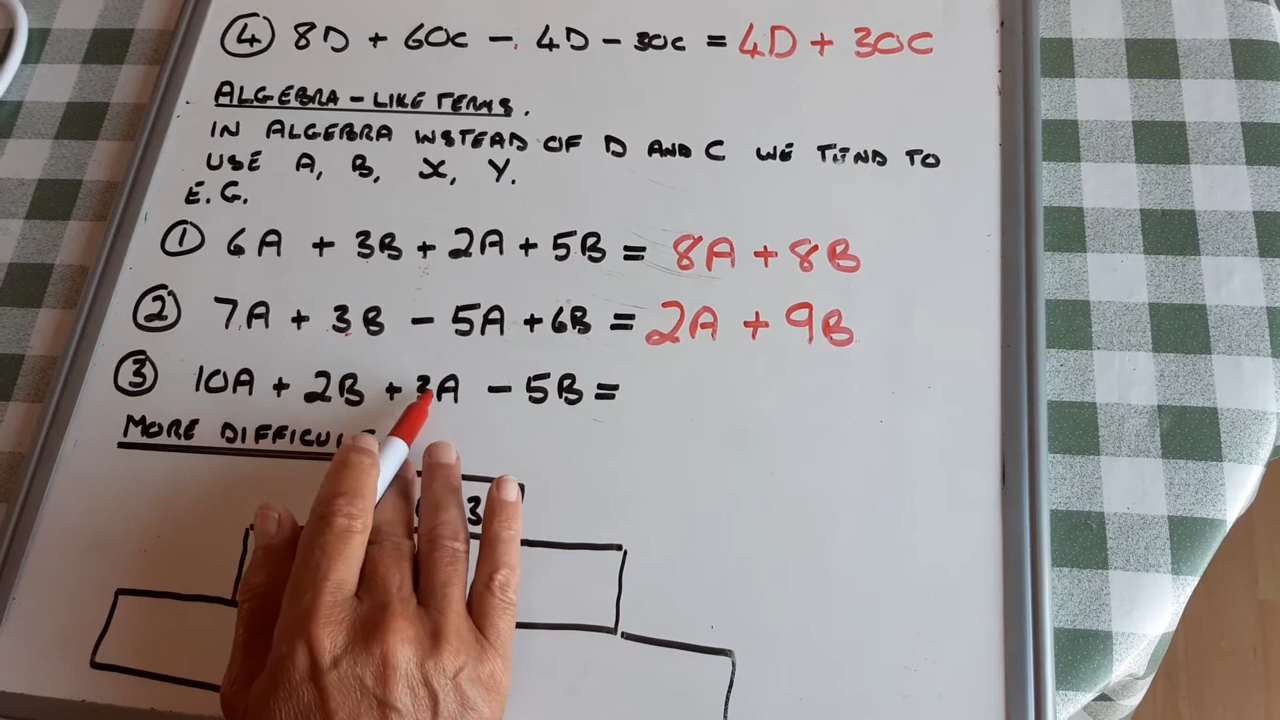 ④ 8D + 60C - 4D - 30C = 4D + 30C
ALGEBRA - LIKE TERMS.
IN ALGEBRA INSTEAD OF D AND C WE TEND TO
USE A, B, X, Y.
E.G.
① 6A + 3B + 2A + 5B = 8A + 8B
② 7A + 3B - 5A + 6B = 2A + 9B
③ 10A + 2B + 3A - 5B =
MORE
3